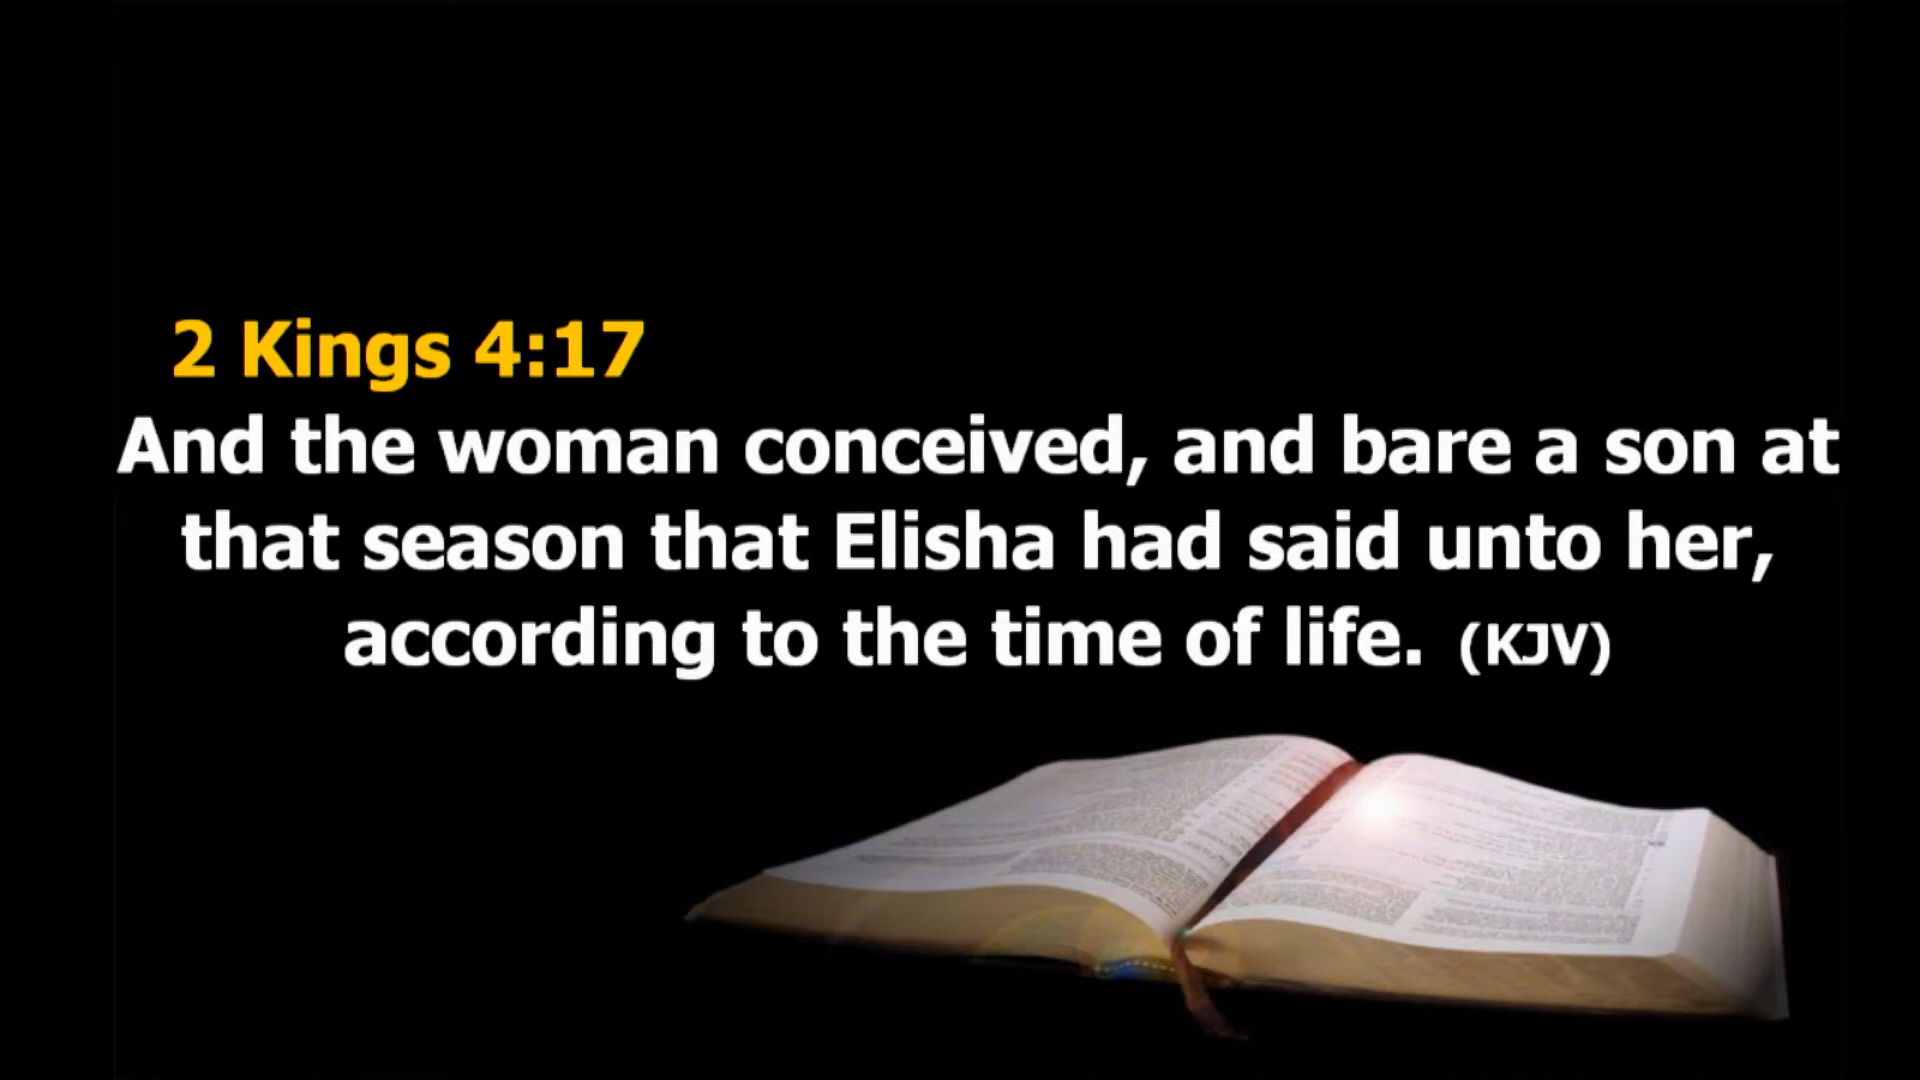 2 Kings 4:17
And the woman conceived, and bare a son at
that season that Elisha had said unto her,
according to the time of life. (KJV)